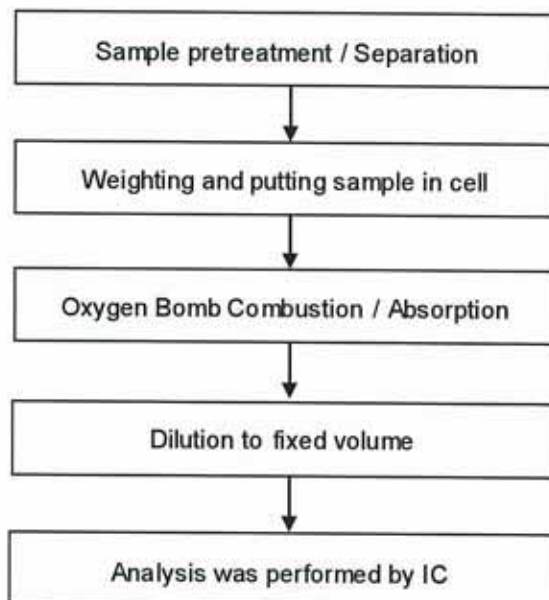 Sample pretreatment / Separation
Weighting and putting sample in cell
Oxygen Bomb Combustion / Absorption
Dilution to fixed volume
Analysis was performed by IC